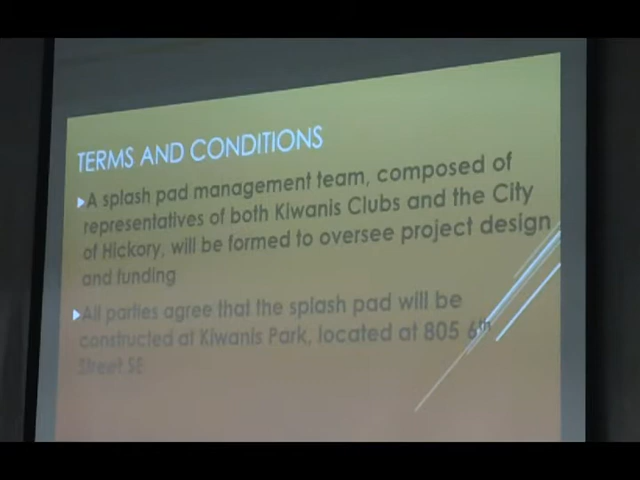 TERMS AND CONDITIONS
A splash pad management team, composed of
representatives of both Kiwanis Clubs and the City
of Hickory, will be formed to oversee project design
and funding
All parties agree that the splash pad will be
constructed at Kiwanis Park, located at 805 6th
Street SE